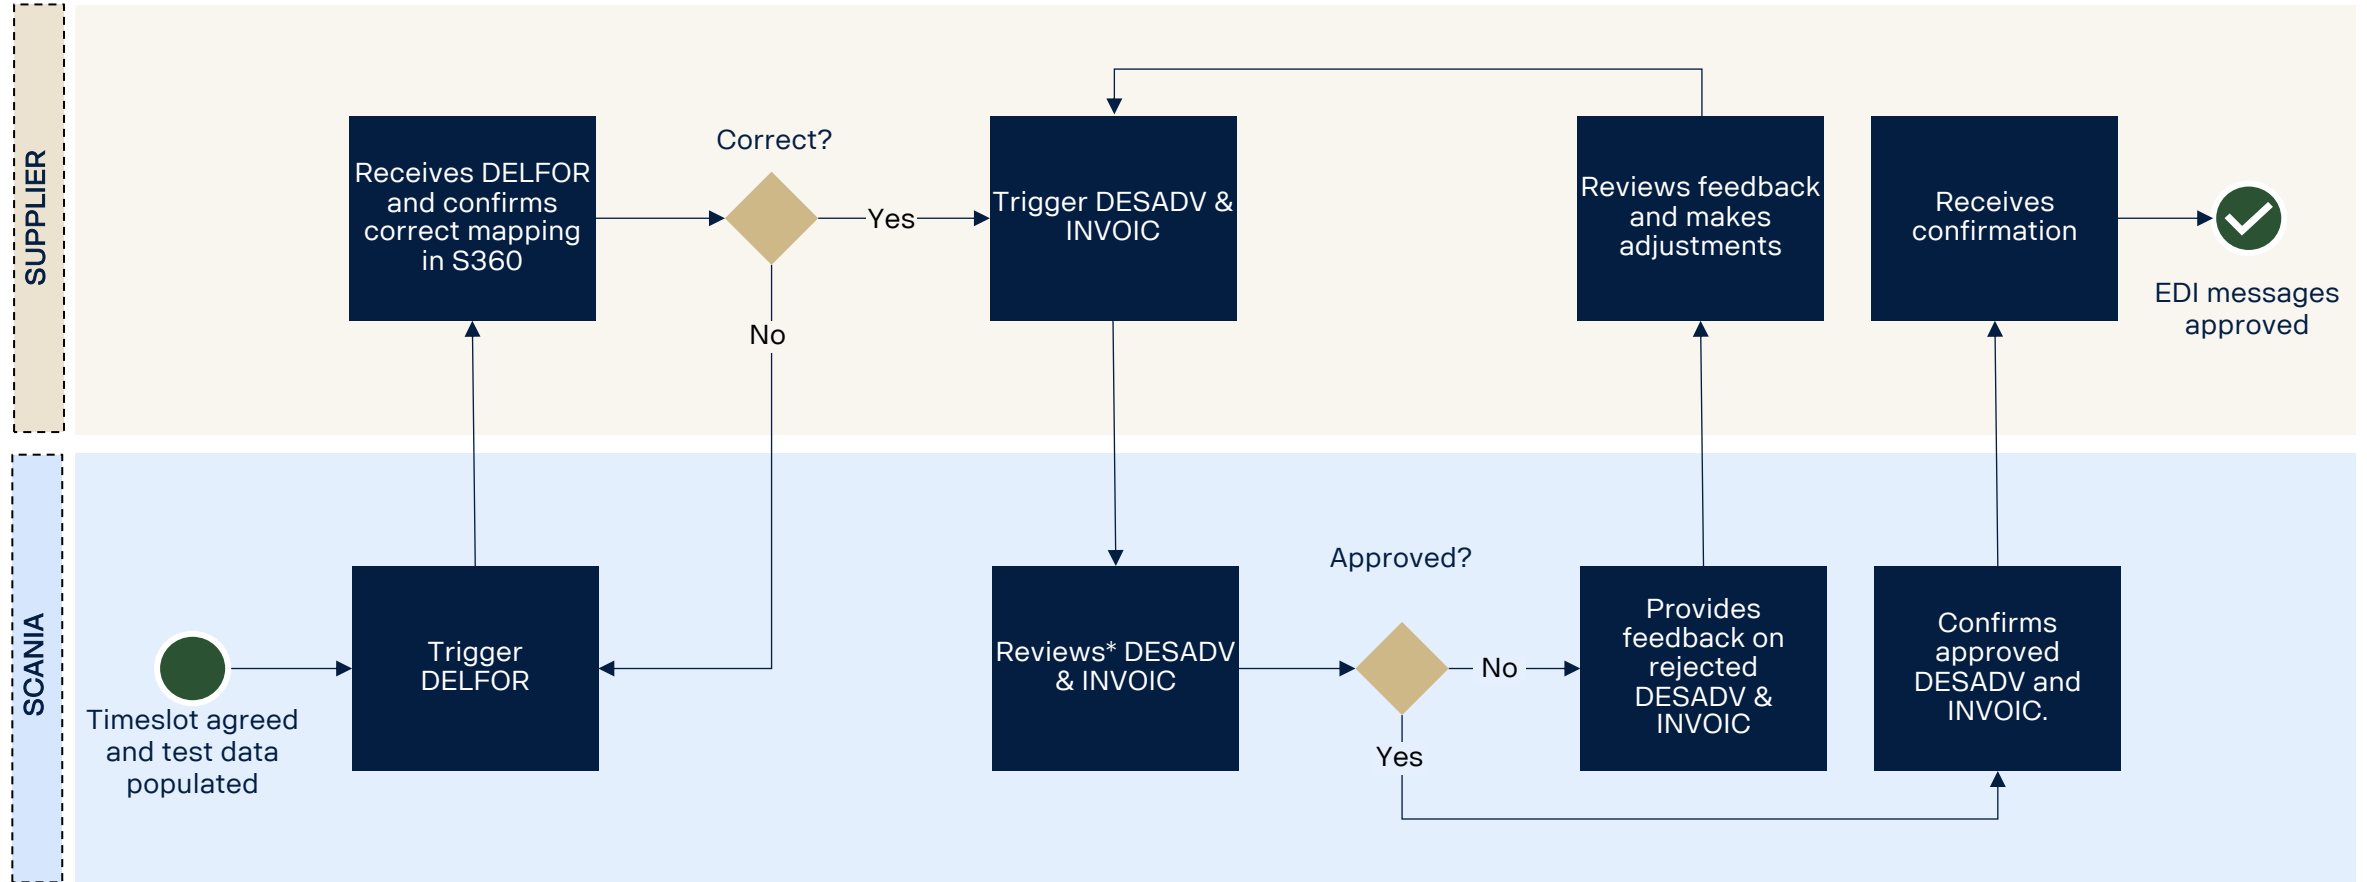 SUPPLIER
Receives DELFOR
and confirms
correct mapping
in S360
Correct?
Yes
No
Trigger DESADV &
INVOIC
Reviews feedback
and makes
adjustments
Receives
confirmation
EDI messages
approved
SCANIA
Timeslot agreed
and test data
populated
Trigger
DELFOR
Reviews* DESADV
& INVOIC
Approved?
No
Yes
Provides
feedback on
rejected
DESADV &
INVOIC
Confirms
approved
DESADV and
INVOIC.